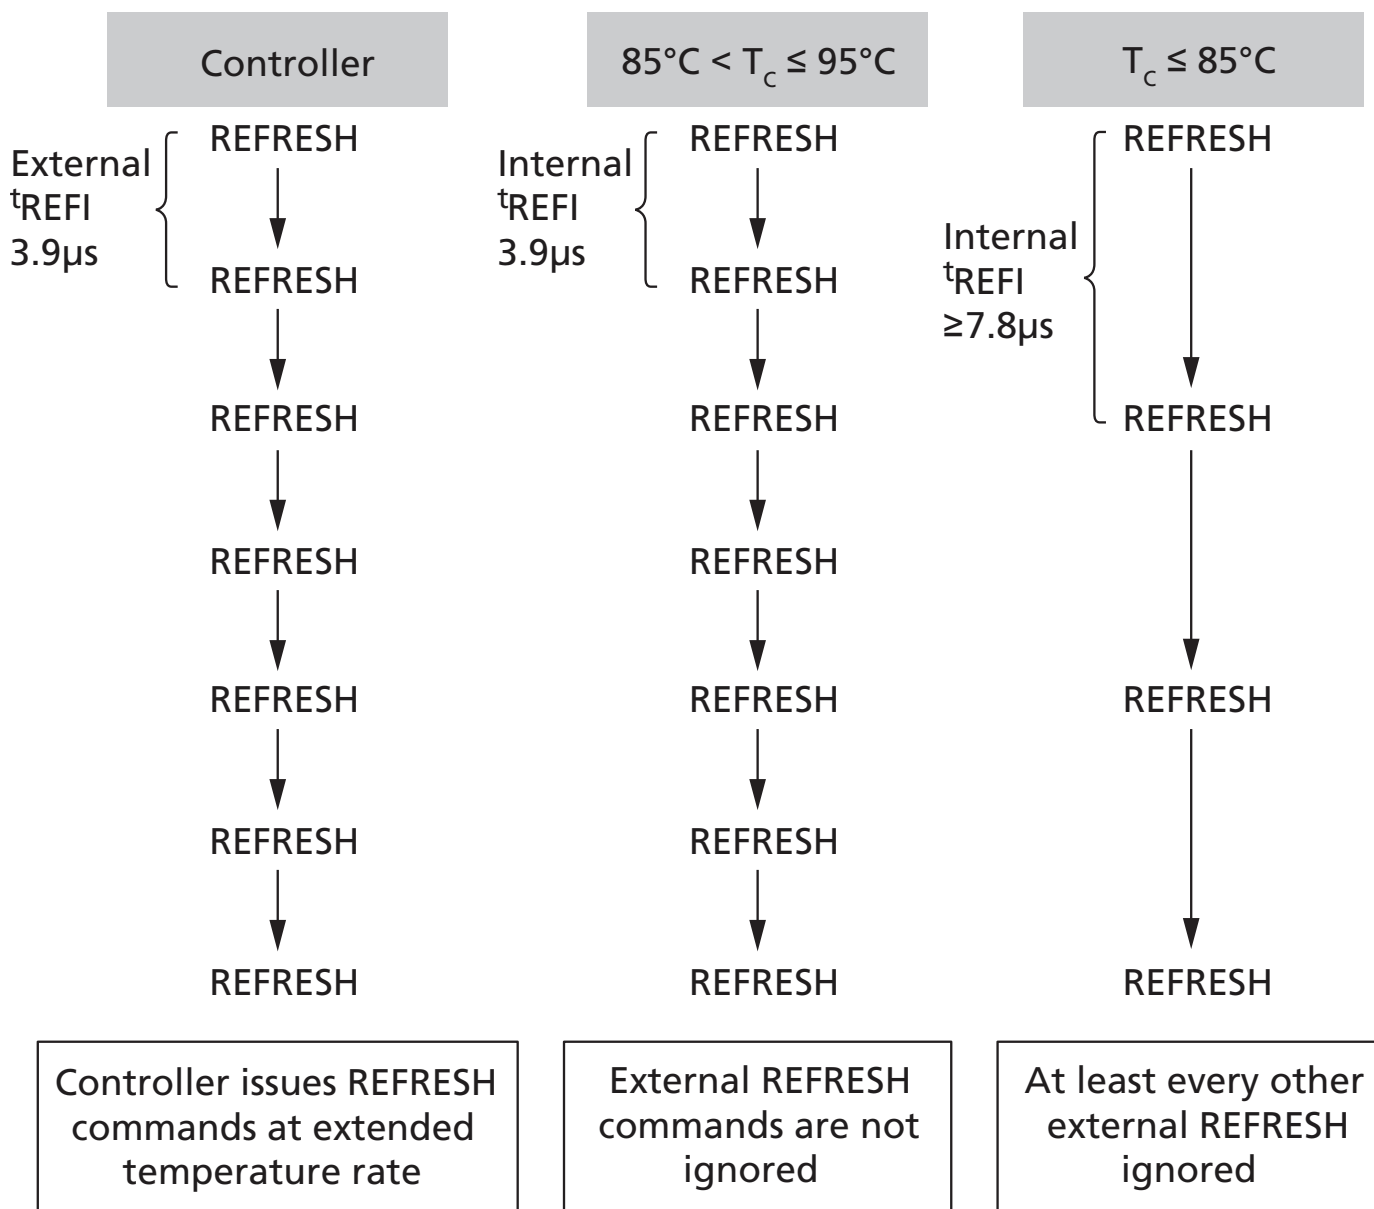 Controller
85°C < TC ≤ 95°C
TC ≤ 85°C
External
tREFI
3.9µs
REFRESH
REFRESH
REFRESH
REFRESH
REFRESH
REFRESH
REFRESH
Internal
tREFI
3.9µs
REFRESH
REFRESH
REFRESH
REFRESH
REFRESH
REFRESH
REFRESH
Internal
tREFI
≥7.8µs
REFRESH
REFRESH
REFRESH
REFRESH
Controller issues REFRESH
commands at extended
temperature rate
External REFRESH
commands are not
ignored
At least every other
external REFRESH
ignored